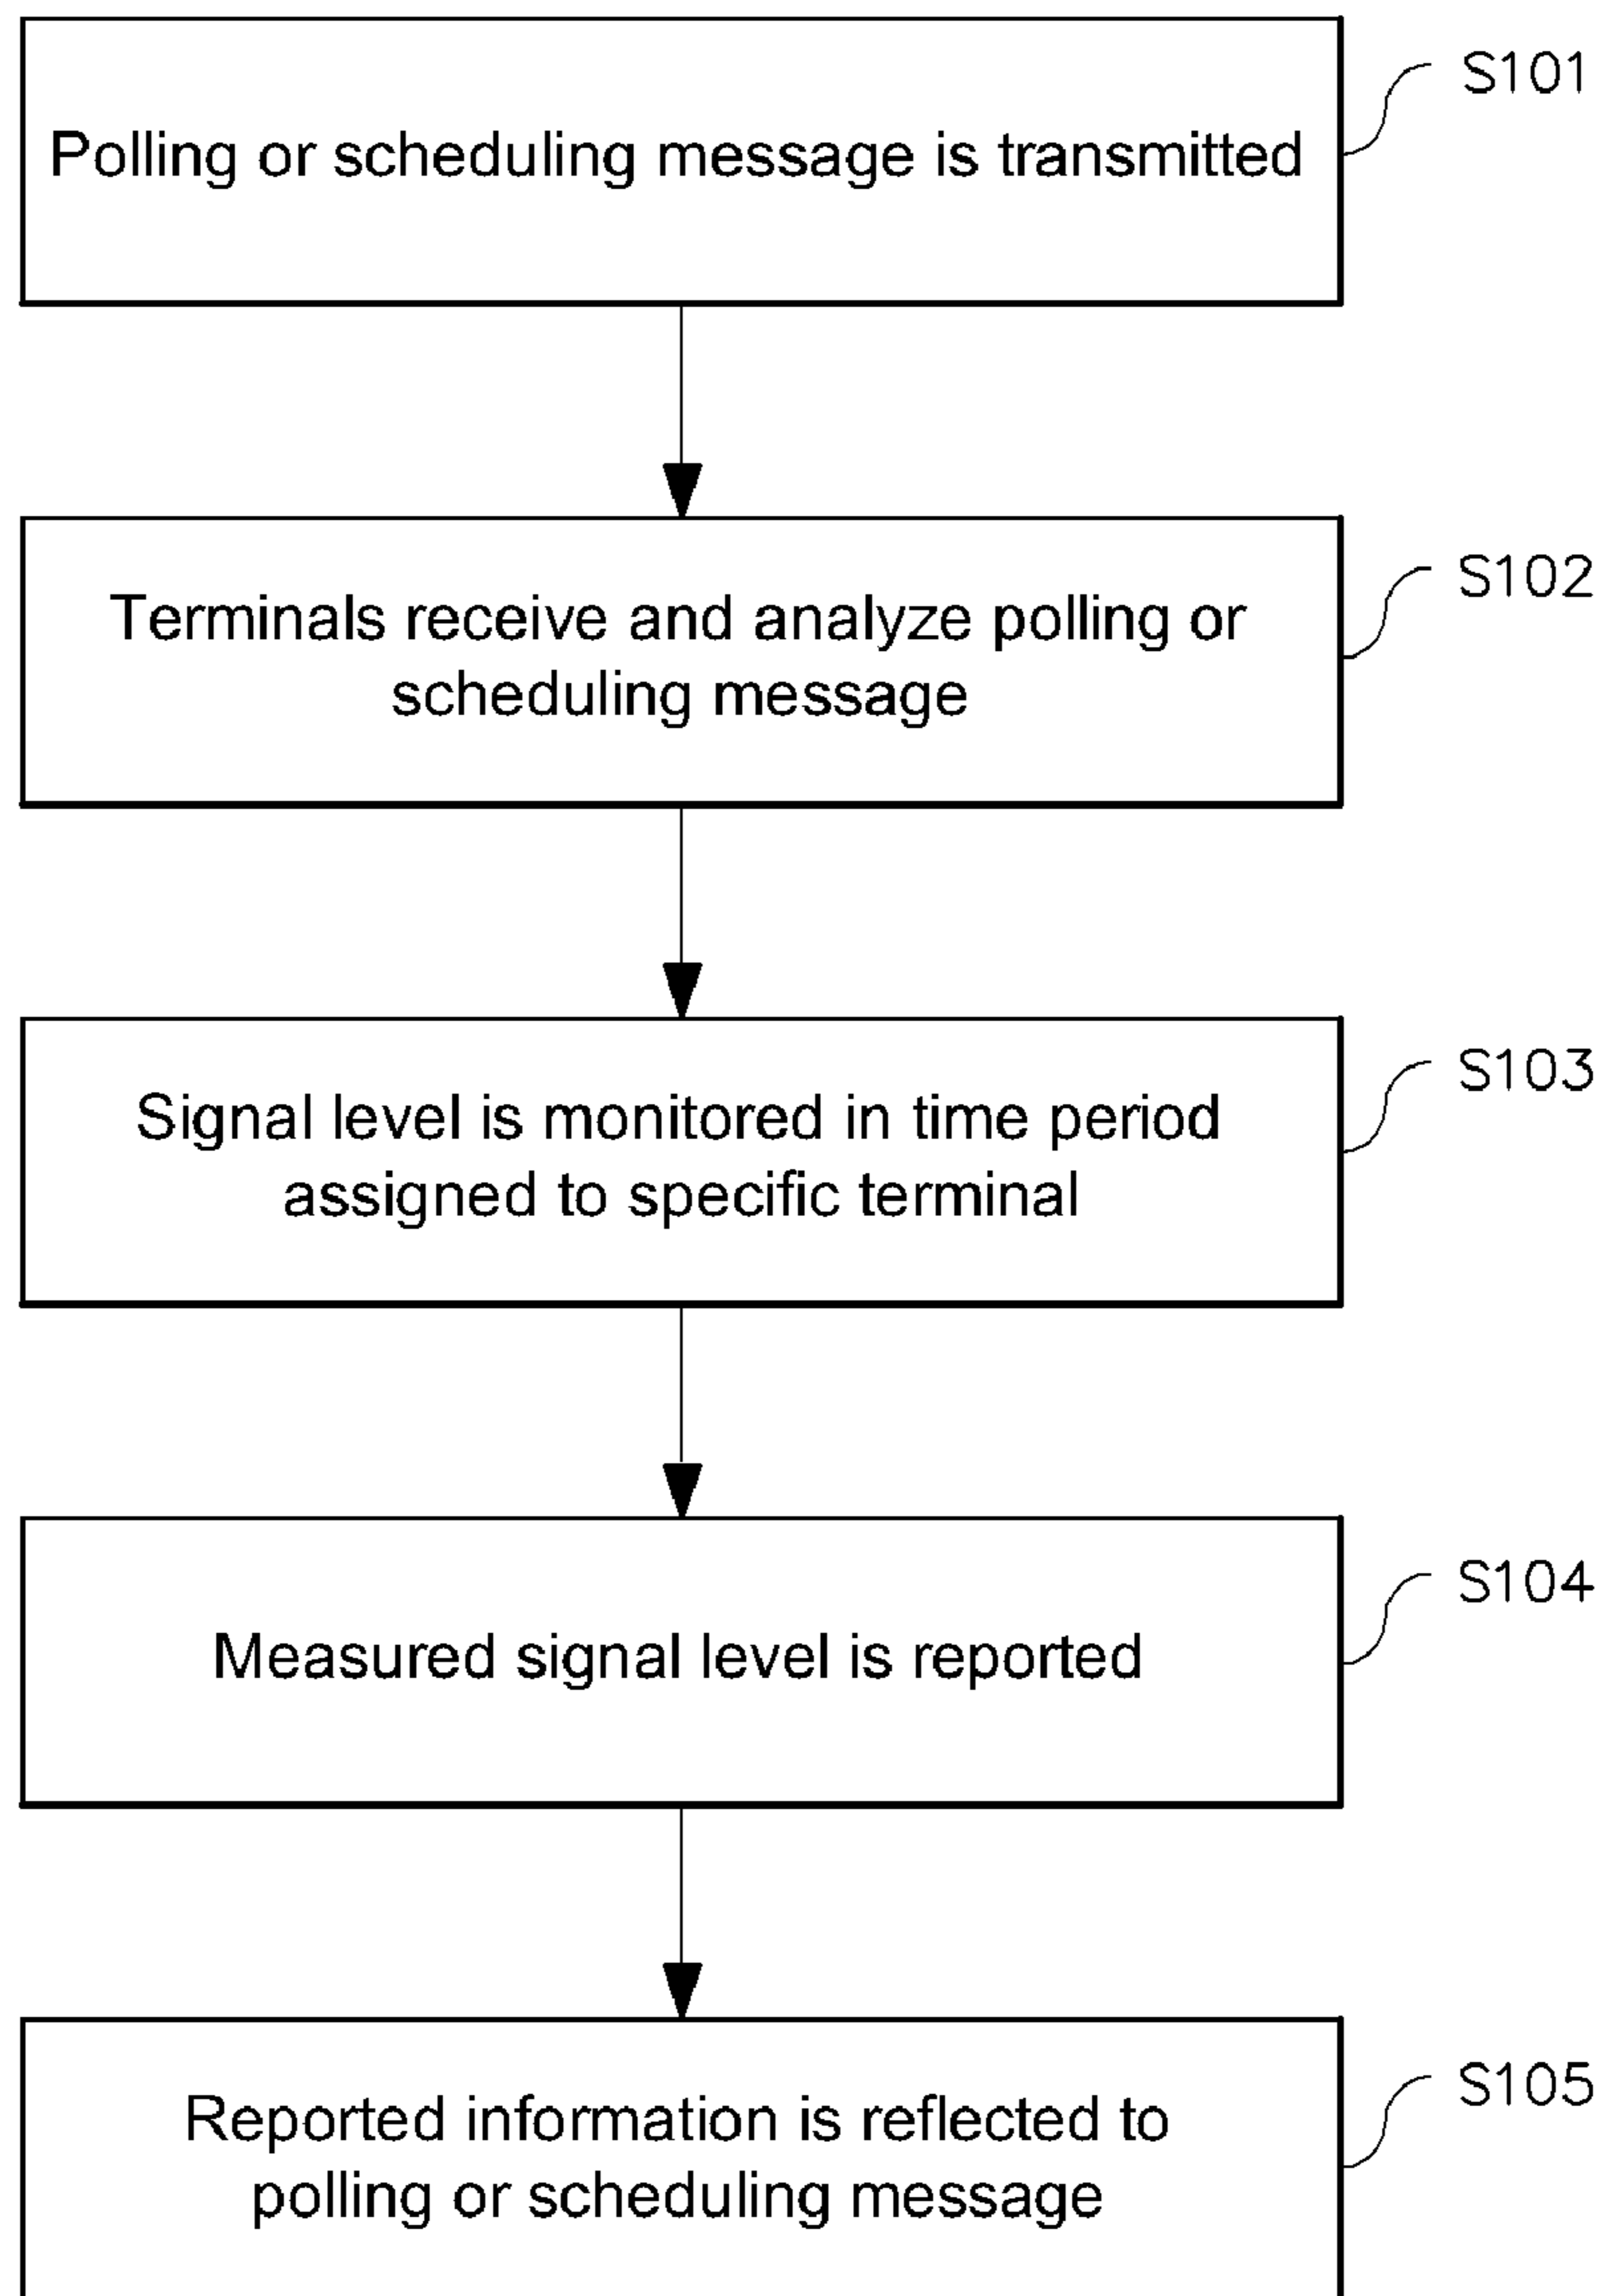 Polling or scheduling message is transmitted
S101
Terminals receive and analyze polling or
scheduling message
S102
Signal level is monitored in time period
assigned to specific terminal
S103
Measured signal level is reported
S104
Reported information is reflected to
polling or scheduling message
S105